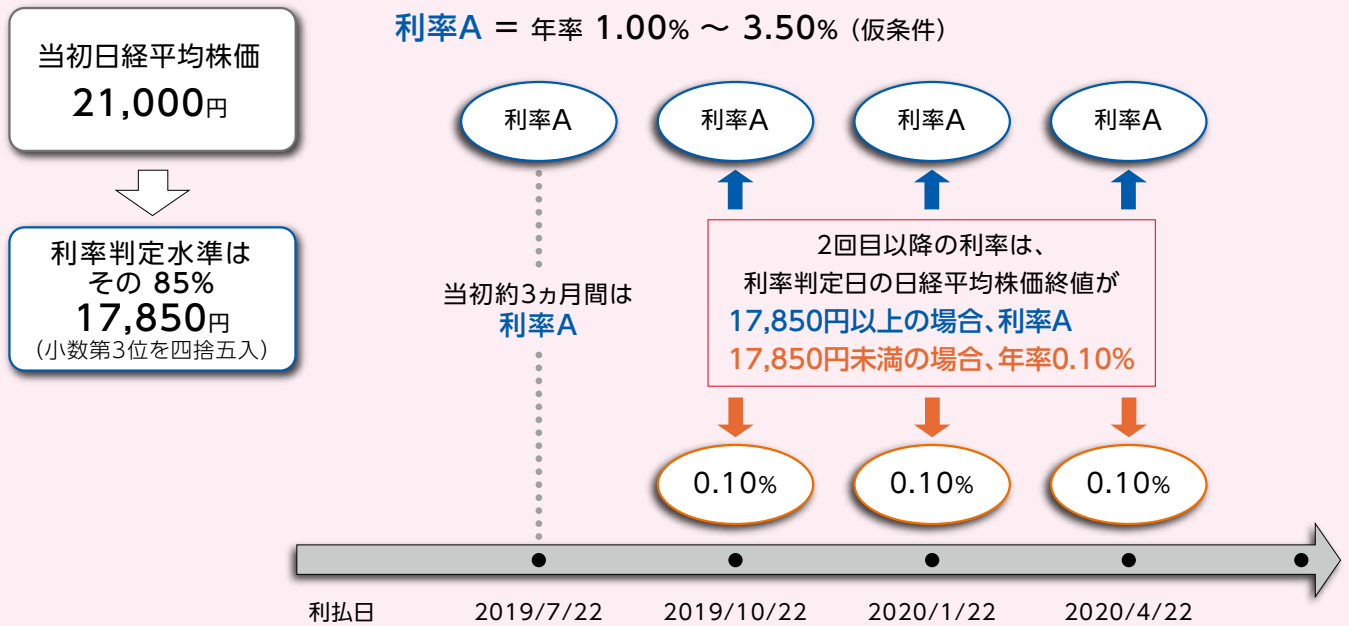 利率A = 年率 1.00% ～ 3.50% (仮条件)
当初日経平均株価
21,000円
利率判定水準は
その 85%
17,850円
(小数第3位を四捨五入)
利率A
利率A
利率A
利率A
当初約3ヵ月間は
利率A
2回目以降の利率は、
利率判定日の日経平均株価終値が
17,850円以上の場合、利率A
17,850円未満の場合、年率0.10%
0.10%
0.10%
0.10%
利払日
2019/7/22
2019/10/22
2020/1/22
2020/4/22